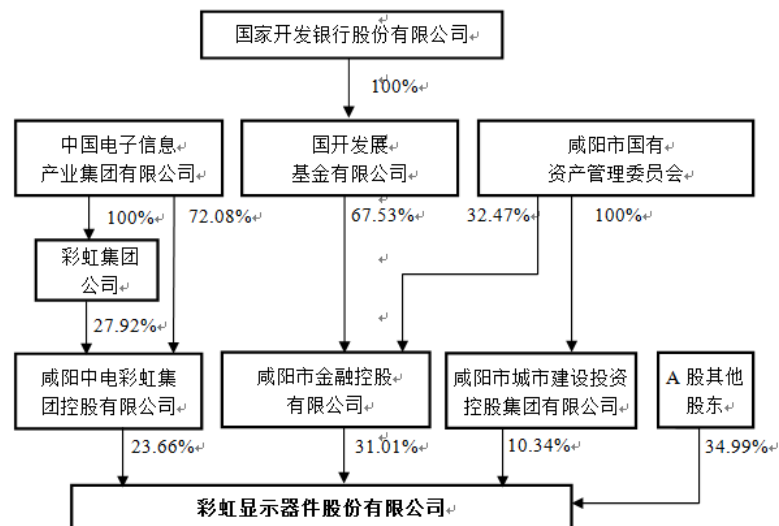 国家开发银行股份有限公司
100%
中国电子信息
产业集团有限公司
国开发展
基金有限公司
咸阳市国有
资产管理委员会
100%
72.08%
67.53%
32.47%
100%
彩虹集团
公司
27.92%
咸阳中电彩虹集
团控股有限公司
咸阳市金融控股
有限公司
咸阳市城市建设投资
控股集团有限公司
A 股其他
股东
23.66%
31.01%
10.34%
34.99%
彩虹显示器件股份有限公司